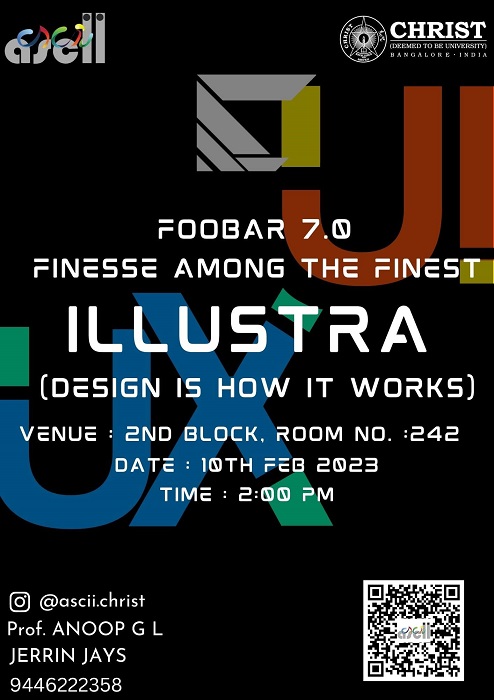 ascii
CHRIST
(DEEMED TO BE UNIVERSITY)
BANGALORE · INDIA
UI
FOOBAR 7.0
FINESSE AMONG THE FINEST
ILLUSTRA
(DESIGN IS HOW IT WORKS)
UX
VENUE : 2ND BLOCK, ROOM NO. :242
DATE : 10TH FEB 2023
TIME : 2:00 PM
@ascii.christ
Prof. ANOOP G L
JERRIN JAYS
9446222358
ascii